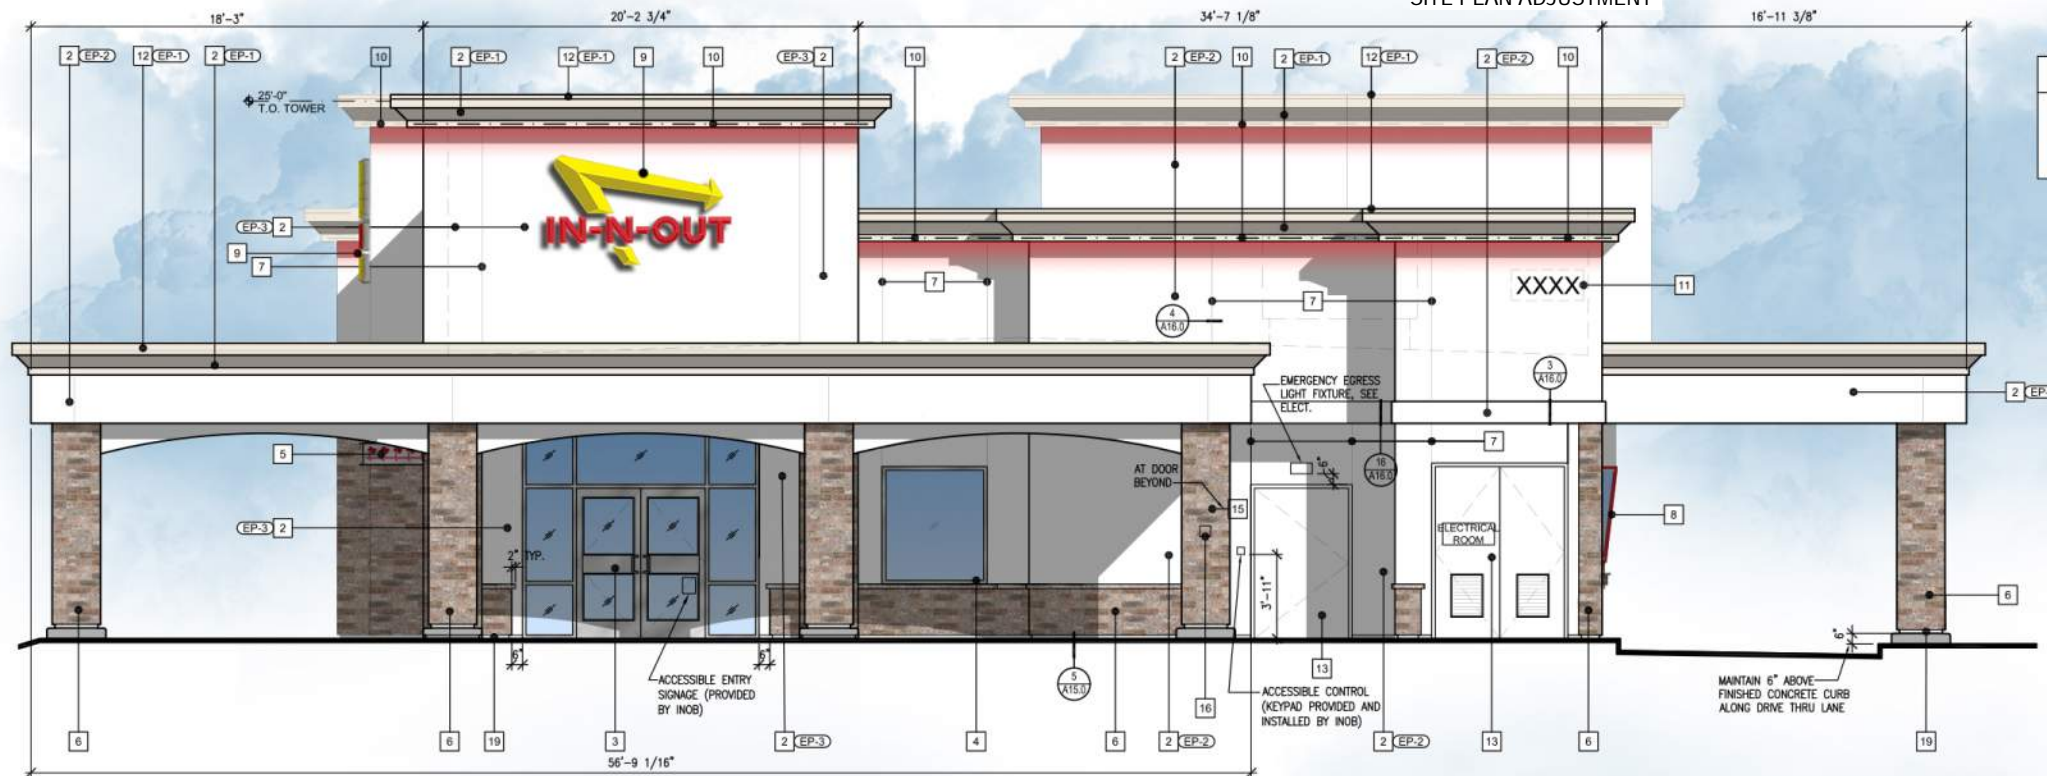 SITE PLAN ADJUSTMENT
18'-3"
20'-2 3/4"
34'-7 1/8"
16'-11 3/8"
2 EP-2
12 EP-1
2 EP-1
10
2 EP-1
12 EP-1
9
10
EP-3 2
10
2 EP-2
10
2 EP-1
12 EP-1
2 EP-2
10
25'-0"
T.O. TOWER
EP-3 2
9
7
IN-N-OUT
7
4
A16.0
7
XXXX
11
3
A16.0
EMERGENCY EGRESS
LIGHT FIXTURE, SEE
ELECT.
2
5
7
6"
16
A16.0
AT DOOR
BEYOND
15
8
EP-3 2
2" TYP.
ELECTRICAL
ROOM
3'-11"
6
6"
6"
6"
13
5
A15.0
16
ACCESSIBLE ENTRY
SIGNAGE (PROVIDED
BY INOB)
ACCESSIBLE CONTROL
(KEYPAD PROVIDED AND
INSTALLED BY INOB)
MAINTAIN 6" ABOVE
FINISHED CONCRETE CURB
ALONG DRIVE THRU LANE
6
6
19
3
2 EP-3
4
6
2 EP-2
2 EP-2
13
6
19
56'-9 1/16"